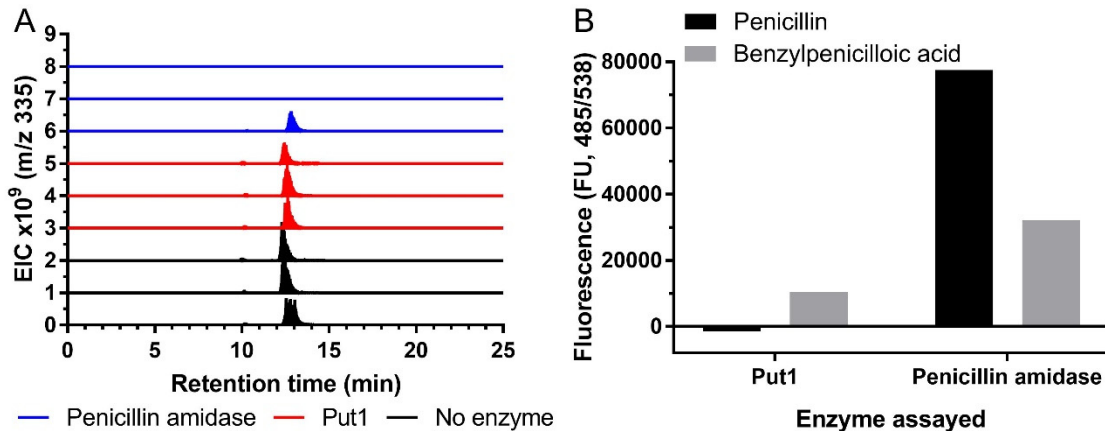 A
EIC x10⁹ (m/z 335)
8
7
6
5
4
3
2
1
0
0 5 10 15 20 25
Retention time (min)
Penicillin amidase Put1 No enzyme
B
Penicillin
Benzylpenicilloic acid
Fluorescence (FU, 485/538)
80000
60000
40000
20000
0
Put1 Penicillin amidase
Enzyme assayed